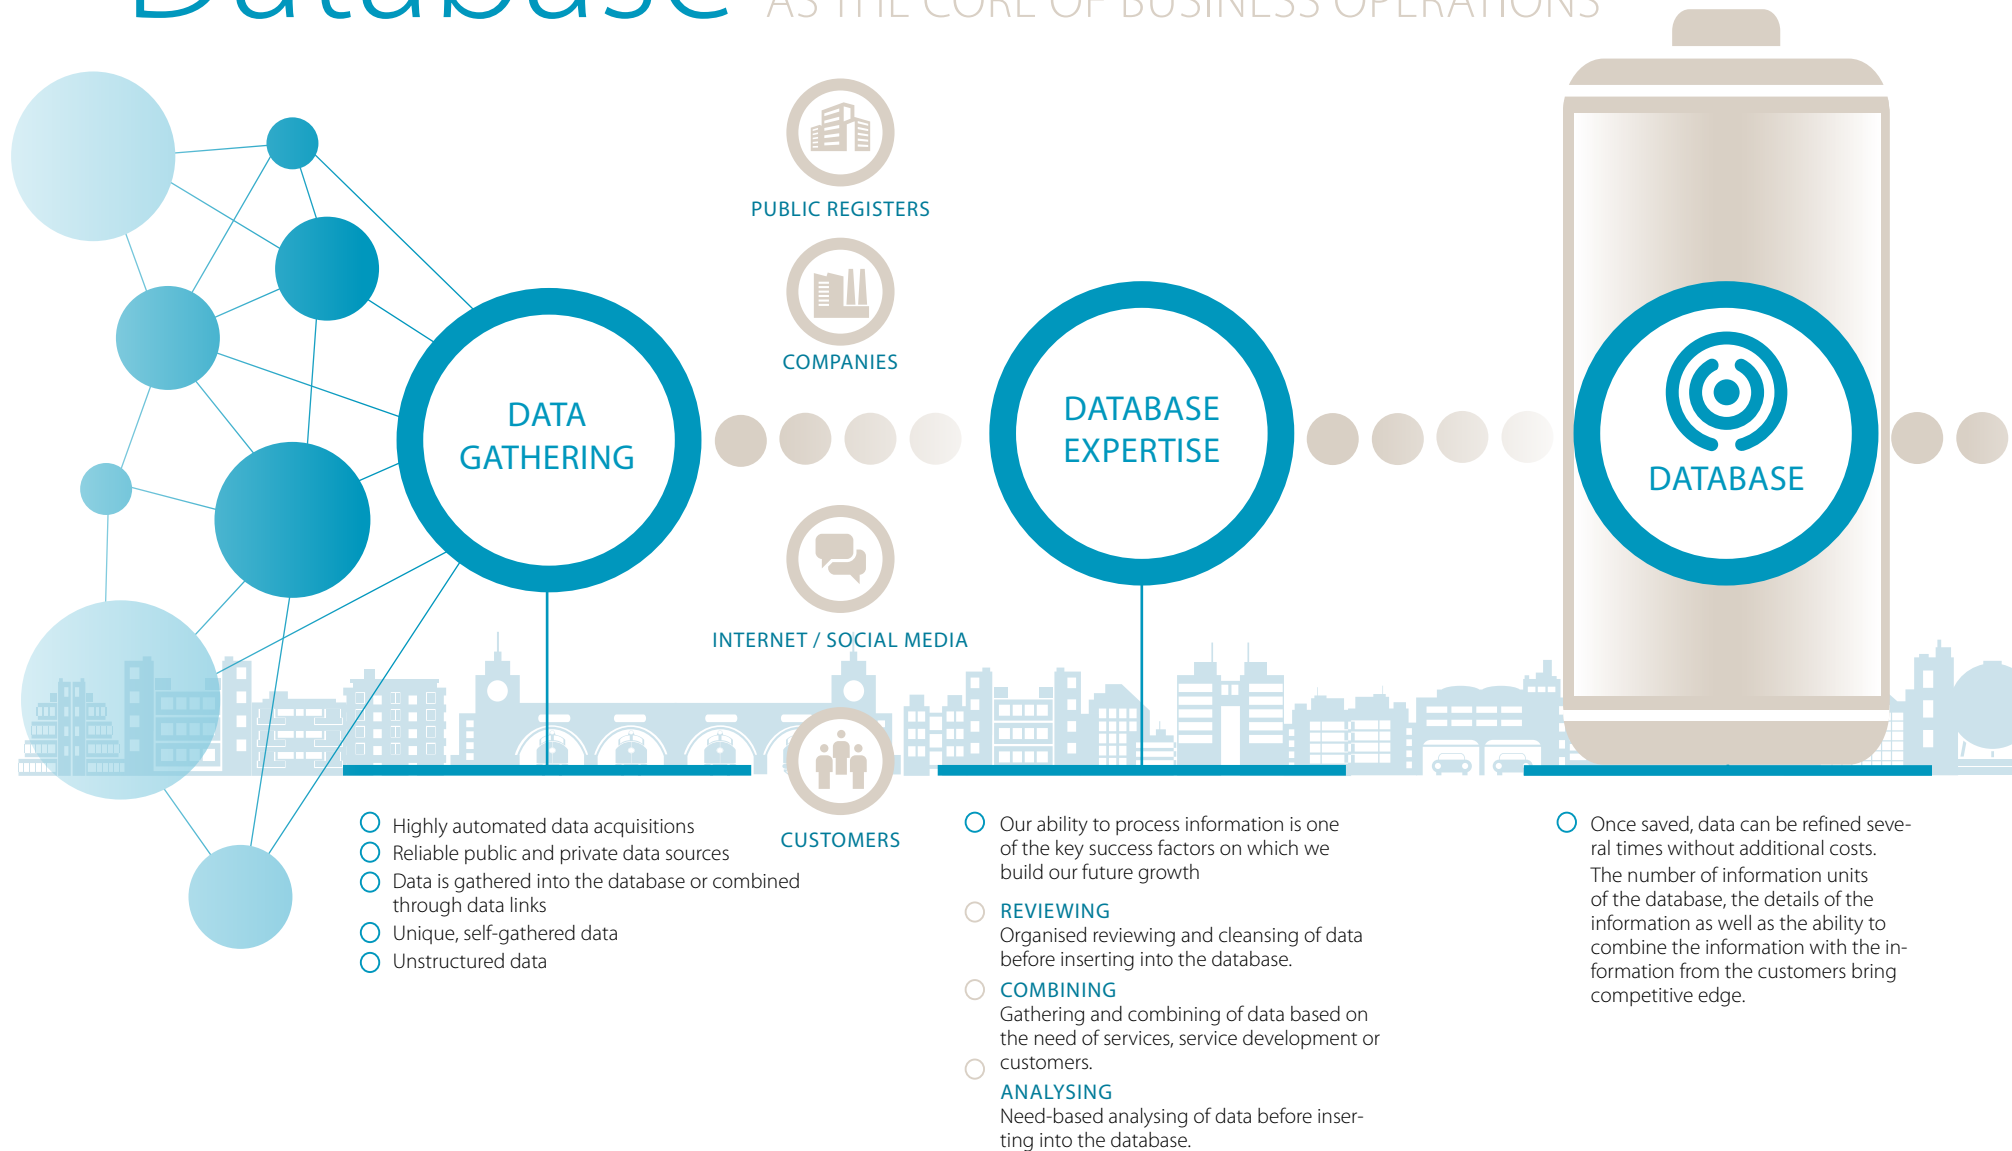 Database AS THE CORE OF BUSINESS OPERATIONS
PUBLIC REGISTERS
COMPANIES
DATA
GATHERING
DATABASE
EXPERTISE
DATABASE
INTERNET / SOCIAL MEDIA
CUSTOMERS
Highly automated data acquisitions
Reliable public and private data sources
Data is gathered into the database or combined
through data links
Unique, self-gathered data
Unstructured data
Our ability to process information is one
of the key success factors on which we
build our future growth
REVIEWING
Organised reviewing and cleansing of data
before inserting into the database.
COMBINING
Gathering and combining of data based on
the need of services, service development or
customers.
ANALYSING
Need-based analysing of data before inser-
ting into the database.
Once saved, data can be refined seve-
ral times without additional costs.
The number of information units
of the database, the details of the
information as well as the ability to
combine the information with the in-
formation from the customers bring
competitive edge.